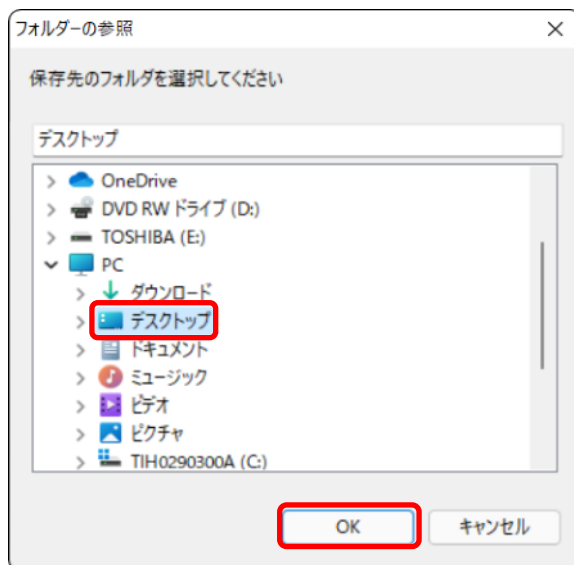 フォルダーの参照
保存先のフォルダを選択してください
デスクトップ
OneDrive
DVD RW ドライブ (D:)
TOSHIBA (E:)
PC
ダウンロード
デスクトップ
ドキュメント
ミュージック
ビデオ
ピクチャ
TIH0290300A (C:)
OK キャンセル